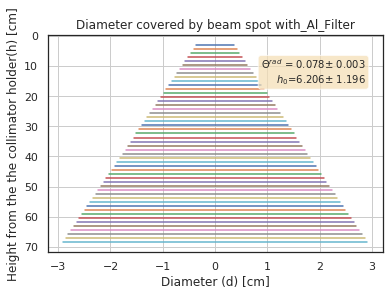 Diameter covered by beam spot with_Al_Filter
Height from the the collimator holder(h) [cm]
0
10
20
30
40
50
60
70
Θ^rad = 0.078± 0.003
h₀=6.206± 1.196
−3 −2 −1 0 1 2 3
Diameter (d) [cm]